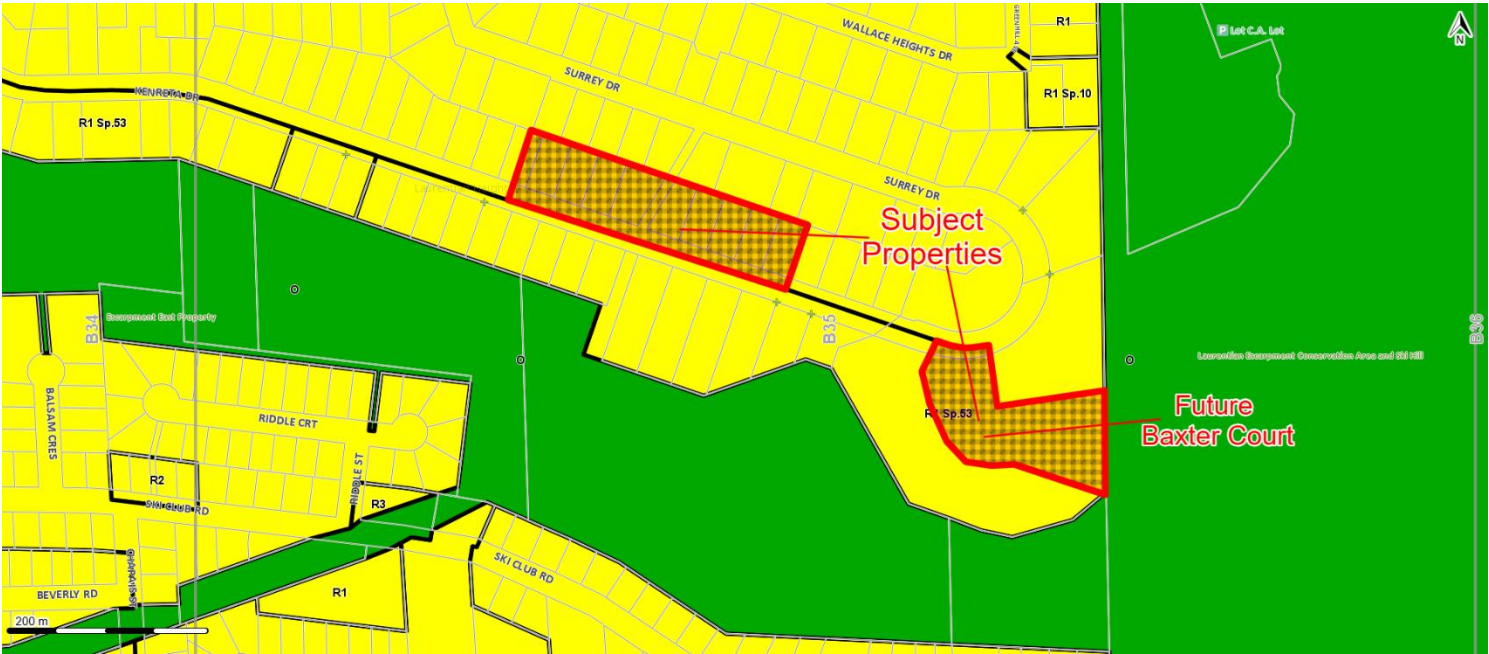 R1
GREENHILL AV
WALLACE HEIGHTS DR
P Lot C.A. Lot
N
SURREY DR
KENRETA DR
R1 Sp.10
R1 Sp.53
SURREY DR
Subject
Properties
B34
Escarpment East Property
B35
B36
Laurentian Escarpment Conservation Area and Ski Hill
R1 Sp.53
Future
Baxter Court
BALSAM CRES
RIDDLE CRT
R2
RIDDLE ST
R3
SKI CLUB RD
SKI CLUB RD
R1
BEVERLY RD
O
O
O
200 m